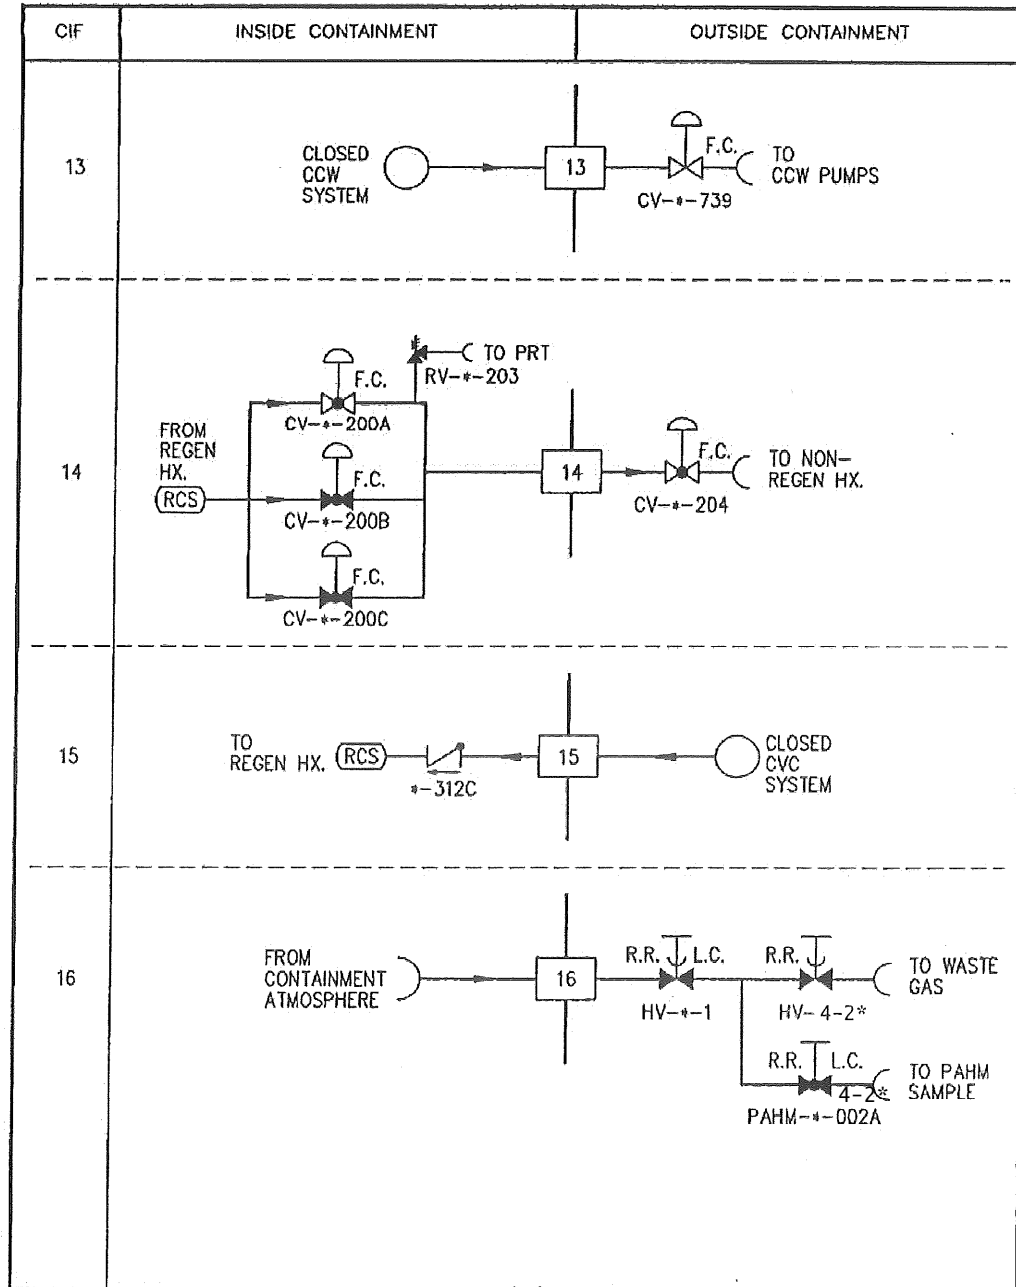 CIF
INSIDE CONTAINMENT
OUTSIDE CONTAINMENT
13
CLOSED
CCW
SYSTEM
13
F.C.
CV-*-739
TO
CCW PUMPS
14
FROM
REGEN
HX.
RCS
F.C.
CV-*-200A
TO PRT
RV-*-203
F.C.
CV-*-200B
F.C.
CV-*-200C
14
F.C.
CV-*-204
TO NON-
REGEN HX.
15
TO
REGEN HX.
RCS
*-312C
15
CLOSED
CVC
SYSTEM
16
FROM
CONTAINMENT
ATMOSPHERE
16
R.R. L.C.
HV-*-1
R.R.
HV-4-2*
TO WASTE
GAS
R.R. L.C.
4-2*
PAHM-*-002A
TO PAHM
SAMPLE